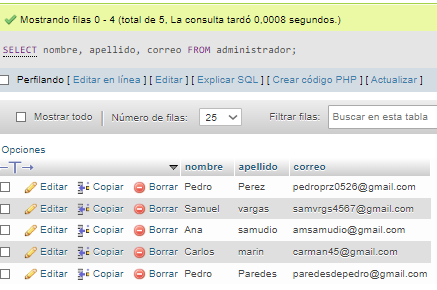 Mostrando filas 0 - 4 (total de 5, La consulta tardó 0,0008 segundos.)
SELECT nombre, apellido, correo FROM administrador;
Perfilando [ Editar en línea ] [ Editar ] [ Explicar SQL ] [ Crear código PHP ] [ Actualizar ]
Mostrar todo Número de filas: 25 Filtrar filas: Buscar en esta tabla
Opciones
nombre apellido correo
Editar Copiar Borrar Pedro Perez pedroprz0526@gmail.com
Editar Copiar Borrar Samuel vargas samvrgs4567@gmail.com
Editar Copiar Borrar Ana samudio amsamudio@gmail.com
Editar Copiar Borrar Carlos marin carman45@gmail.com
Editar Copiar Borrar Pedro Paredes paredesdepedro@gmail.com